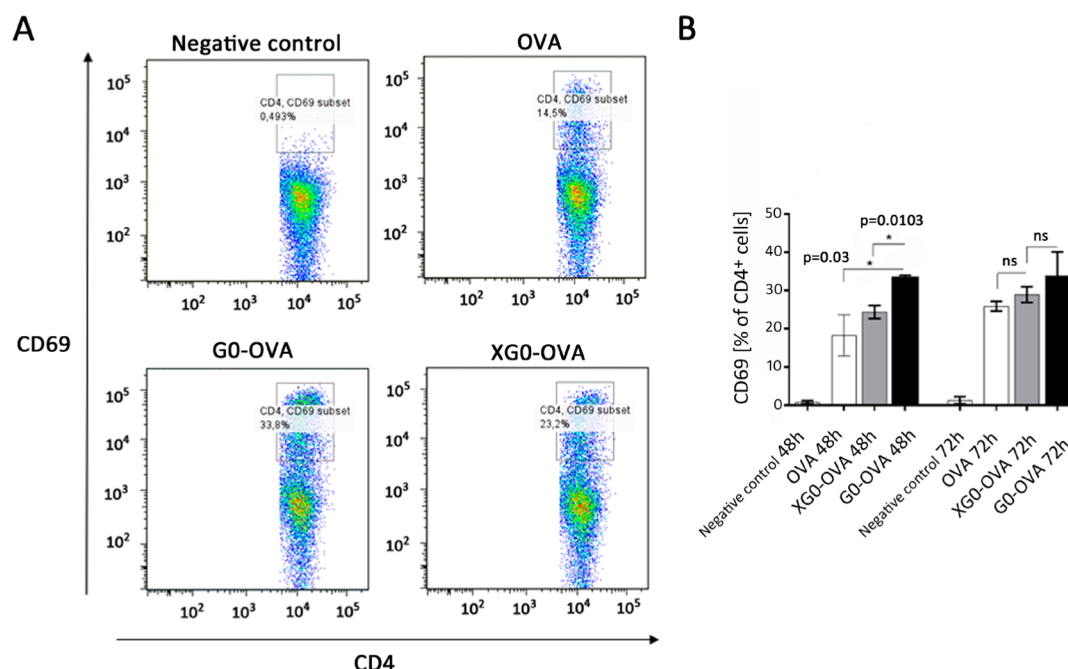 A
B
Negative control
OVA
10⁵
10⁴
10³
10²
CD4, CD69 subset
0,493%
10² 10³ 10⁴ 10⁵
10⁵
10⁴
10³
10²
CD4, CD69 subset
14,5%
10² 10³ 10⁴ 10⁵
CD69
G0-OVA
XG0-OVA
10⁵
10⁴
10³
10²
CD4, CD69 subset
33,8%
10² 10³ 10⁴ 10⁵
10⁵
10⁴
10³
10²
CD4, CD69 subset
23,2%
10² 10³ 10⁴ 10⁵
CD4
CD69 [% of CD4+ cells]
50
40
30
20
10
0
p=0.03
*
p=0.0103
*
ns
ns
Negative control 48h
OVA 48h
XG0-OVA 48h
G0-OVA 48h
Negative control 72h
OVA 72h
XG0-OVA 72h
G0-OVA 72h